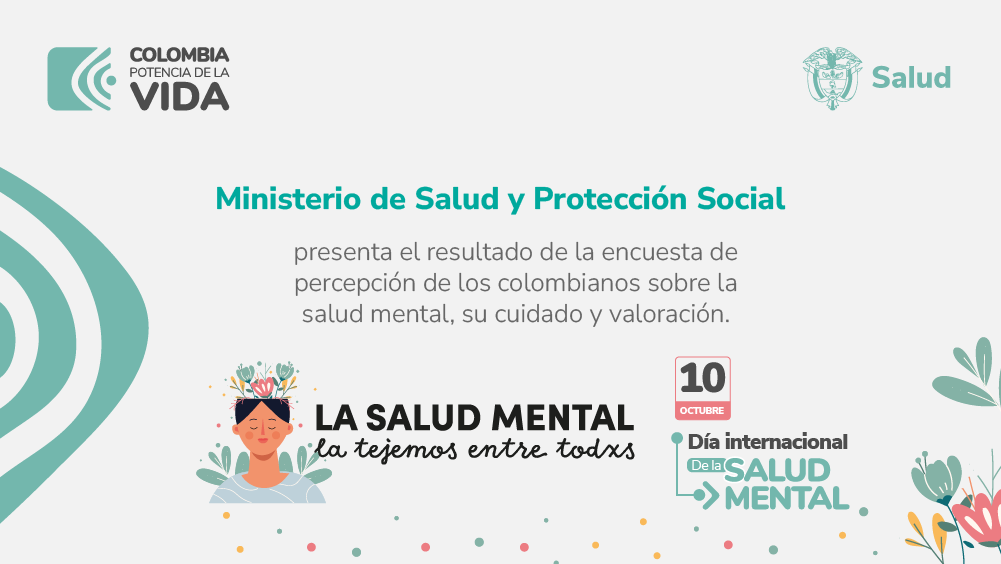 COLOMBIA
POTENCIA DE LA
VIDA
Salud
Ministerio de Salud y Protección Social
presenta el resultado de la encuesta de
percepción de los colombianos sobre la
salud mental, su cuidado y valoración.
LA SALUD MENTAL
la tejemos entre todxs
10
OCTUBRE
Día internacional
De la SALUD
MENTAL